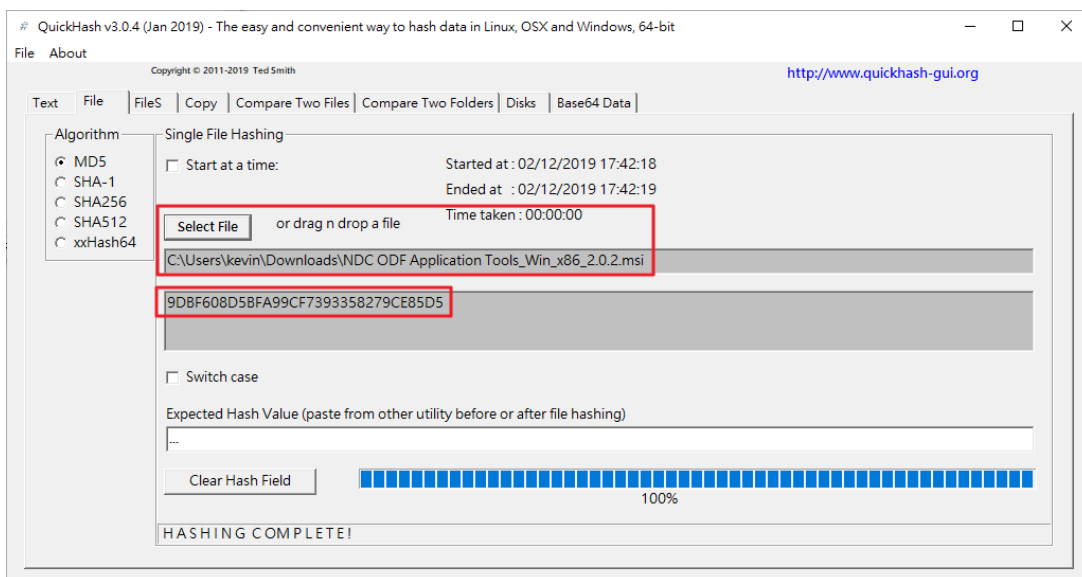 # QuickHash v3.0.4 (Jan 2019) - The easy and convenient way to hash data in Linux, OSX and Windows, 64-bit
File About
Copyright © 2011-2019 Ted Smith
http://www.quickhash-gui.org
Text File FileS Copy Compare Two Files Compare Two Folders Disks Base64 Data
Algorithm
MD5
SHA-1
SHA256
SHA512
xxHash64
Single File Hashing
Start at a time:
Started at : 02/12/2019 17:42:18
Ended at : 02/12/2019 17:42:19
Time taken : 00:00:00
Select File or drag n drop a file
C:\Users\kevin\Downloads\NDC ODF Application Tools_Win_x86_2.0.2.msi
9DBF608D5BFA99CF7393358279CE85D5
Switch case
Expected Hash Value (paste from other utility before or after file hashing)
...
Clear Hash Field
100%
HASHING COMPLETE!